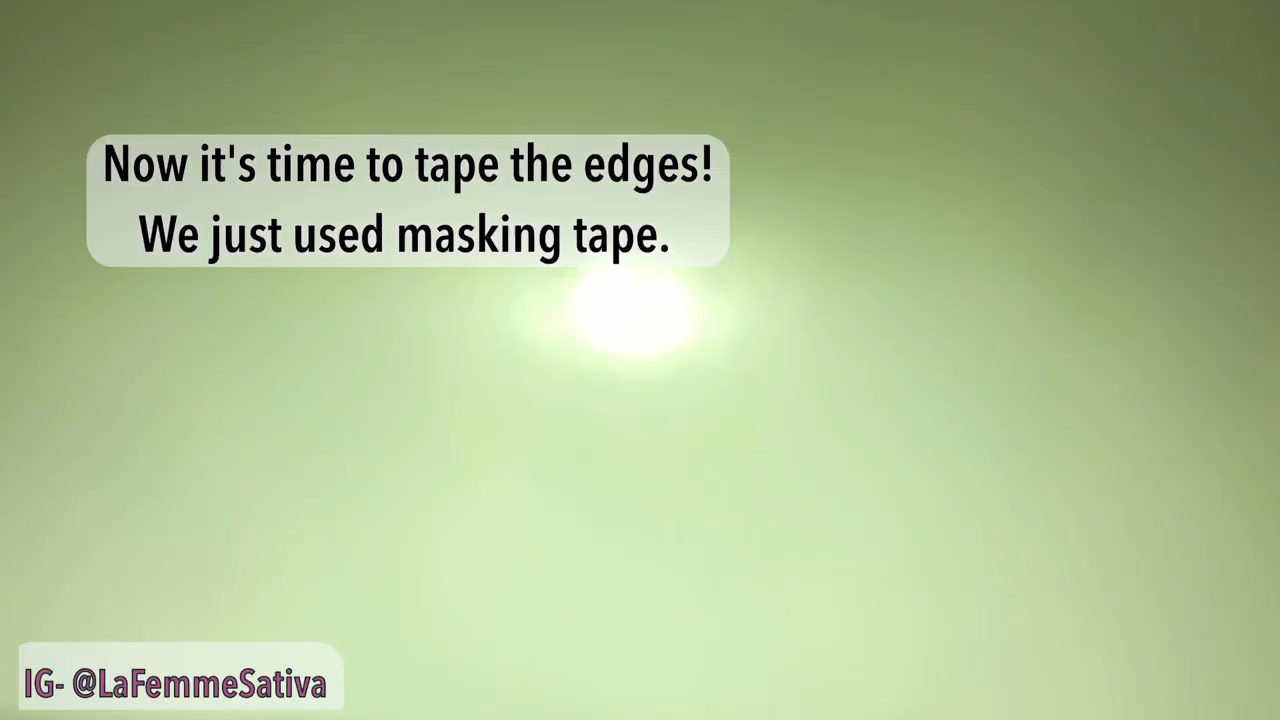 Now it's time to tape the edges!
We just used masking tape.
IG- @LaFemmeSativa